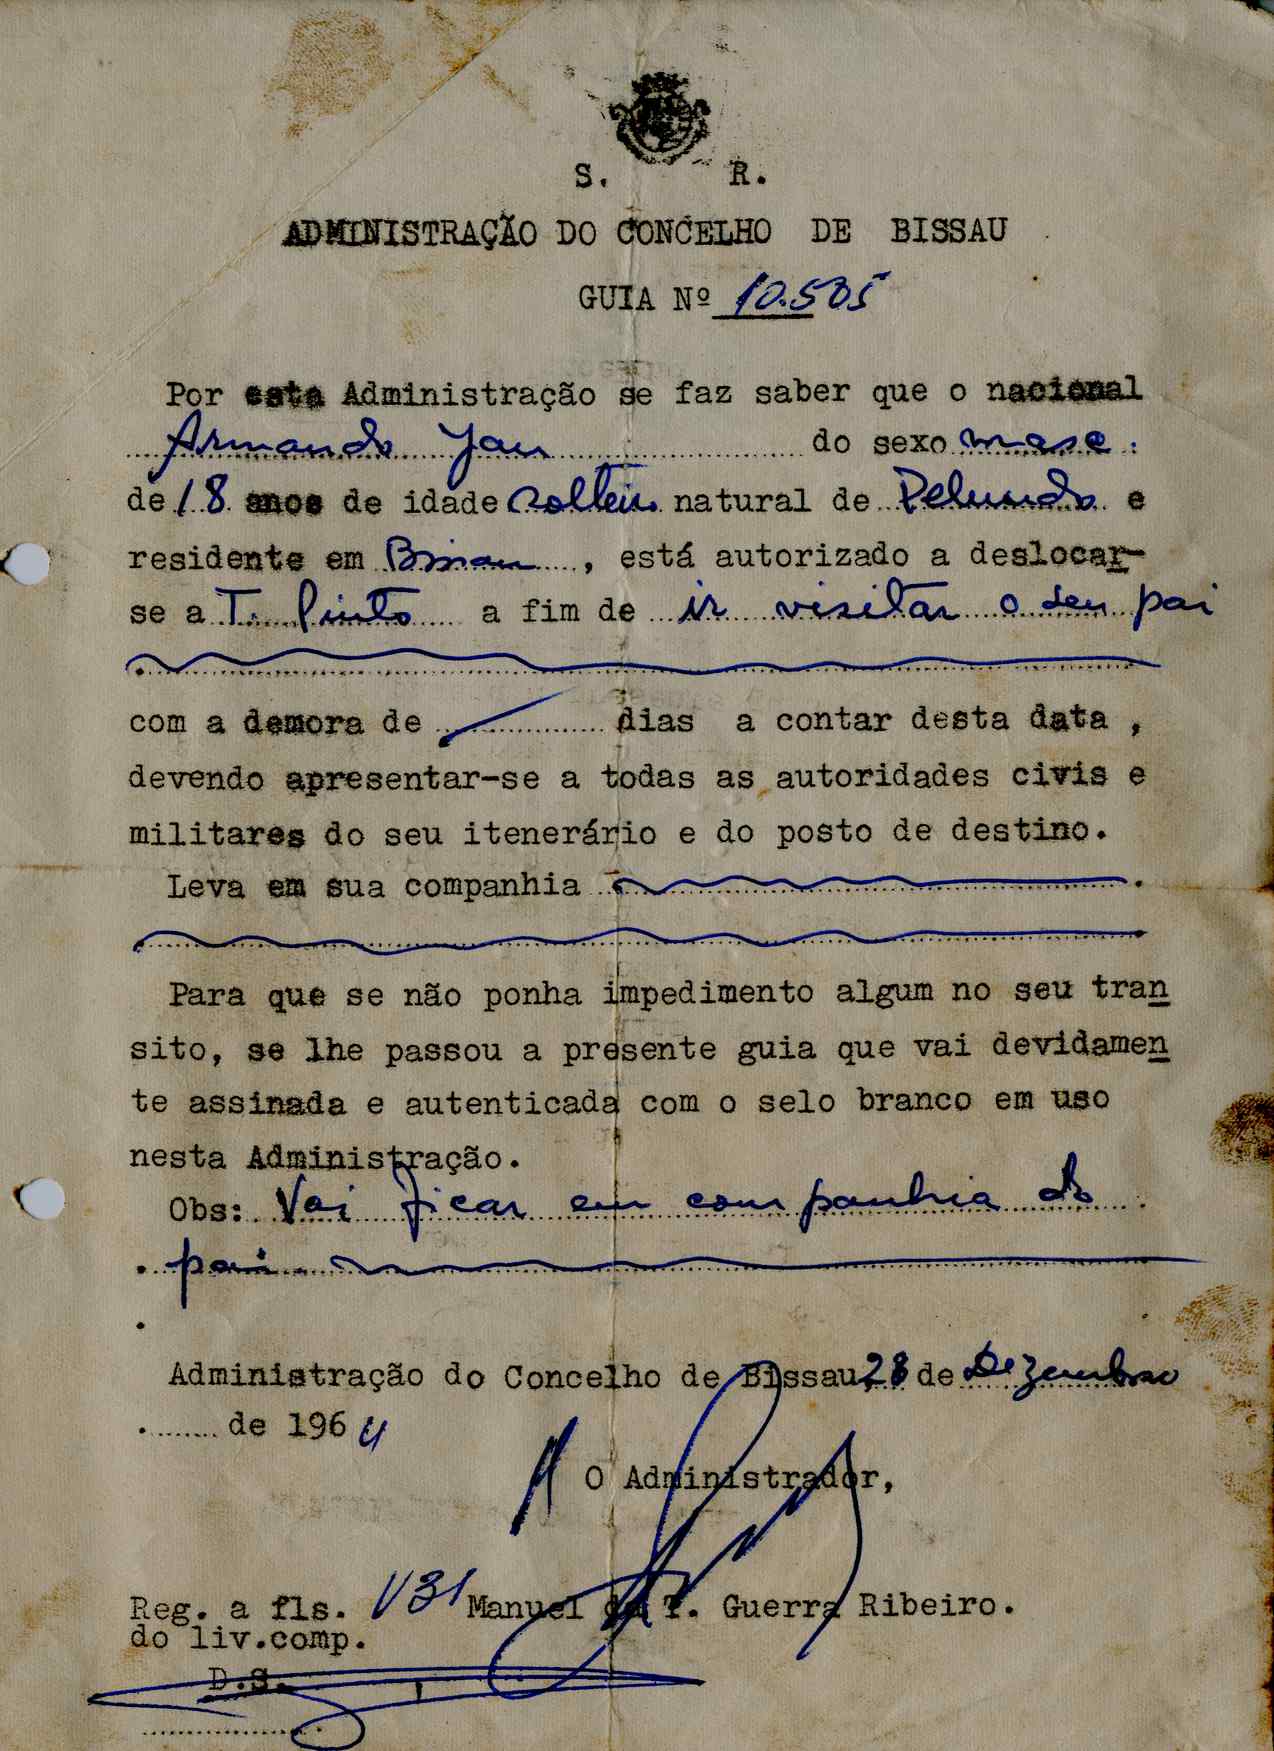 S. R.
ADMINISTRAÇÃO DO CONCELHO DE BISSAU
GUIA Nº 10.505
Por esta Administração se faz saber que o nacional
Armando Jau do sexo masc.
de 18 anos de idade solteiro natural de Pelundo e
residente em Bissau, está autorizado a deslocar-
se a T. Pinto a fim de ir visitar o seu pai
com a demora de dias a contar desta data ,
devendo apresentar-se a todas as autoridades civis e
militares do seu itenerário e do posto de destino.
Leva em sua companhia
Para que se não ponha impedimento algum no seu tran
sito, se lhe passou a presente guia que vai devidamen
te assinada e autenticada com o selo branco em uso
nesta Administração.
Obs: Vai ficar em companhia do
pai.
Administração do Concelho de Bissau, 28 de Dezembro
de 1964
O Administrador,
Reg. a fls. V31 Manuel da T. Guerra Ribeiro.
do liv.comp.
D.S.